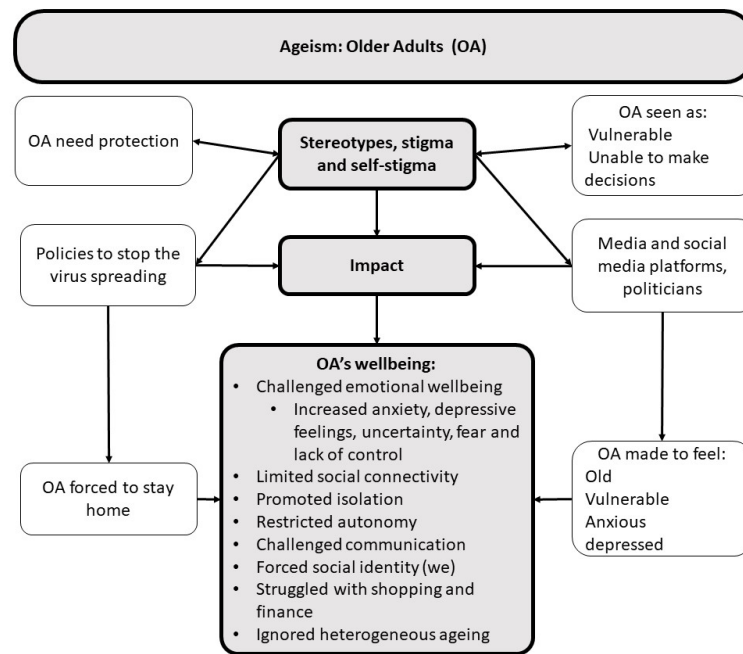 Ageism: Older Adults (OA)
OA need protection
Stereotypes, stigma
and self-stigma
OA seen as:
Vulnerable
Unable to make
decisions
Policies to stop the
virus spreading
Impact
Media and social
media platforms,
politicians
OA's wellbeing:
• Challenged emotional wellbeing
• Increased anxiety, depressive
feelings, uncertainty, fear and
lack of control
• Limited social connectivity
• Promoted isolation
• Restricted autonomy
• Challenged communication
• Forced social identity (we)
• Struggled with shopping and
finance
• Ignored heterogeneous ageing
OA forced to stay
home
OA made to feel:
Old
Vulnerable
Anxious
depressed